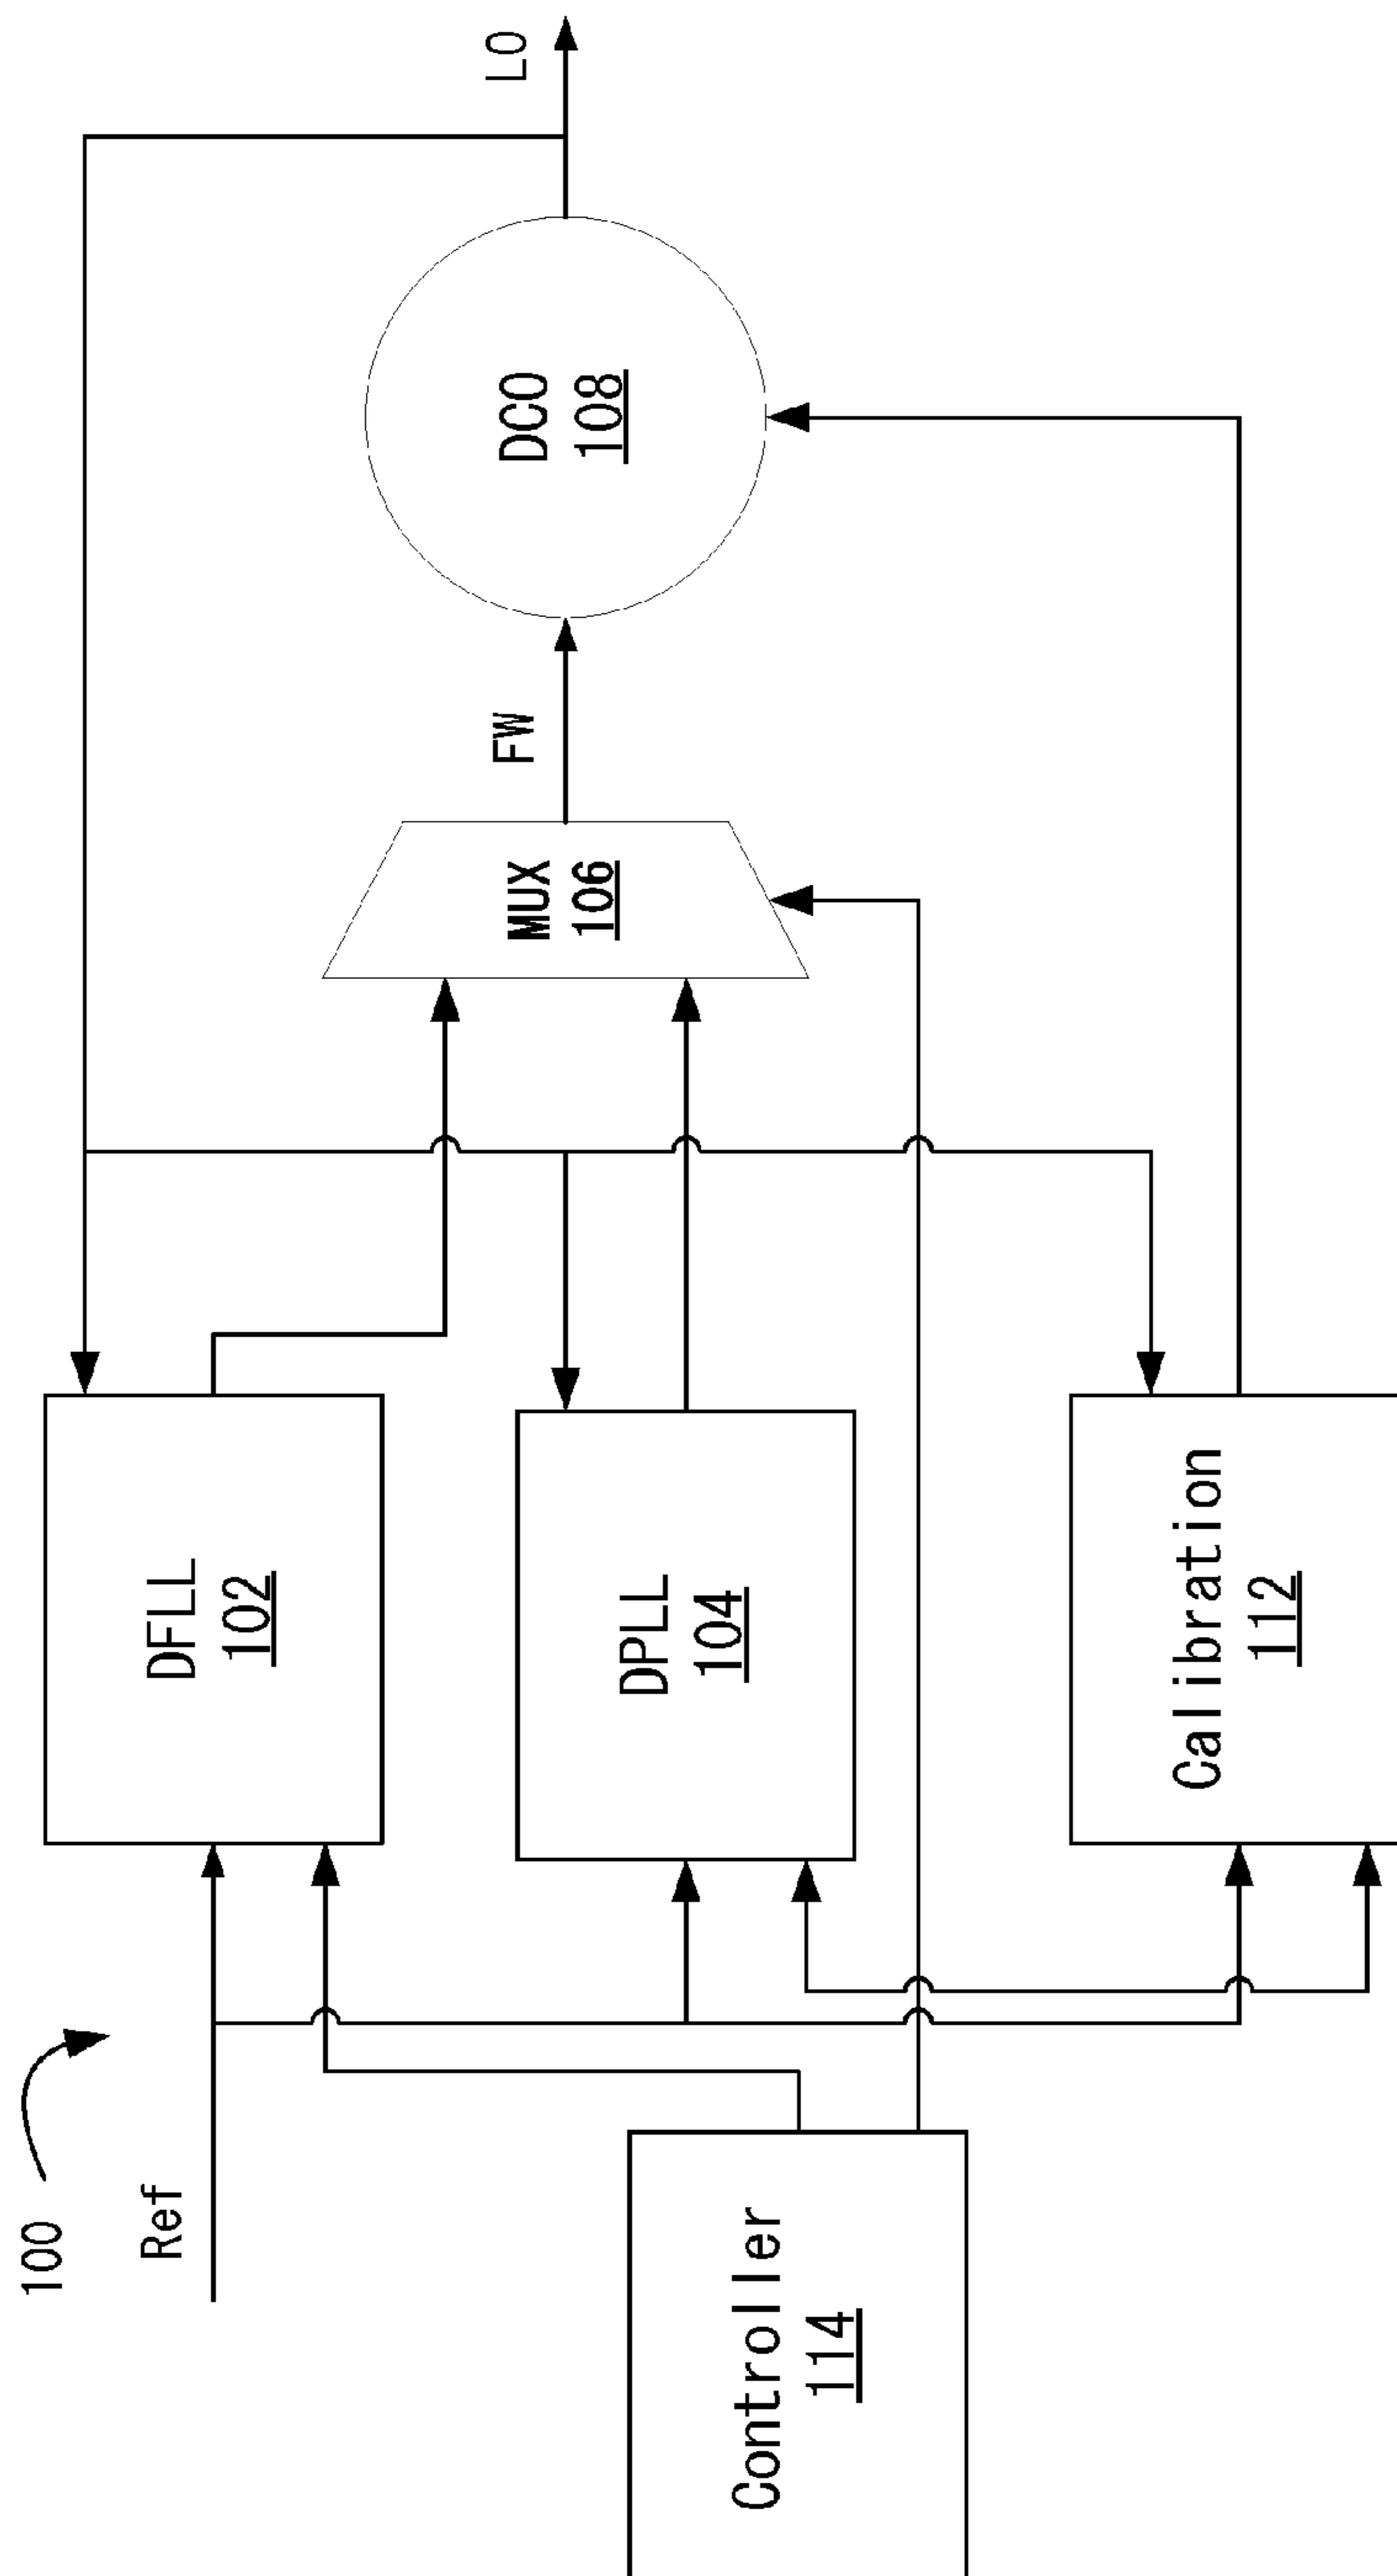 100
Ref
DFLL
102
DPLL
104
MUX
106
FW
DCO
108
LO
Controller
114
Calibration
112